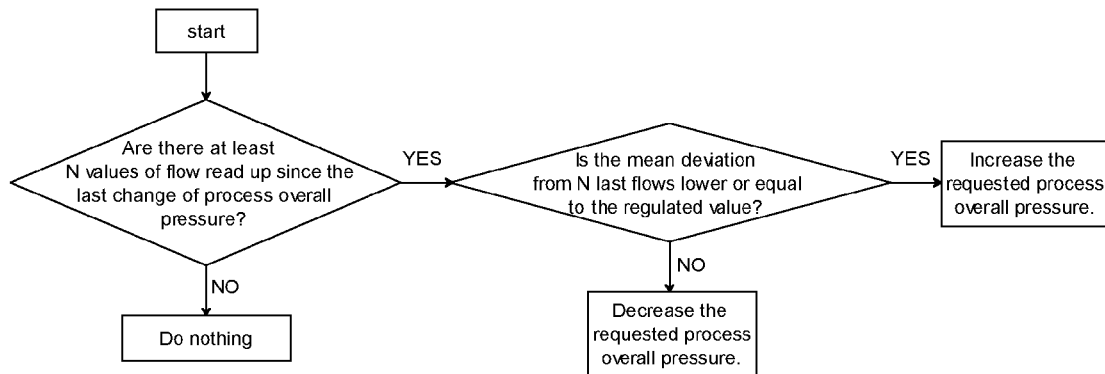 start
Are there at least
N values of flow read up since the
last change of process overall
pressure?
YES
Is the mean deviation
from N last flows lower or equal
to the regulated value?
YES
Increase the
requested process
overall pressure.
NO
Do nothing
NO
Decrease the
requested process
overall pressure.